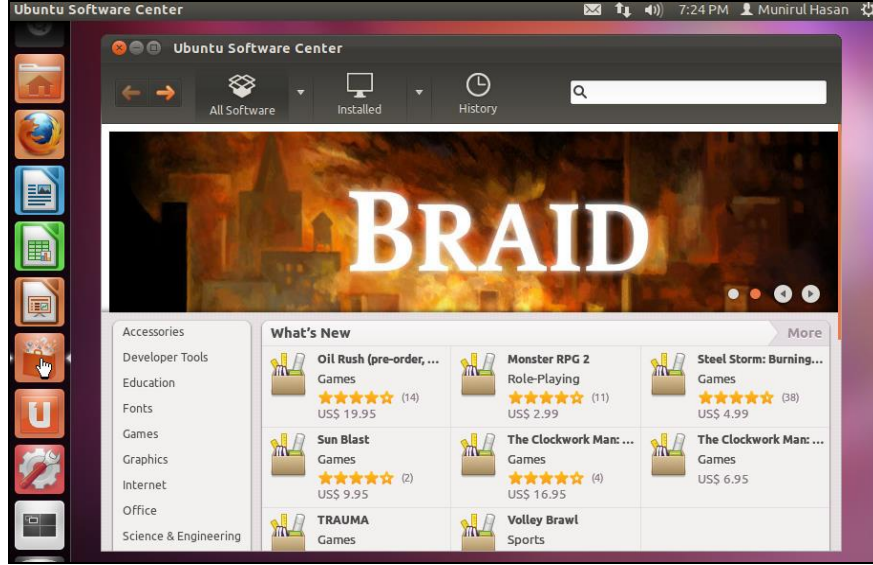 Ubuntu Software Center
7:24 PM Munirul Hasan
Ubuntu Software Center
All Software
Installed
History
BRAID
Accessories
Developer Tools
Education
Fonts
Games
Graphics
Internet
Office
Science & Engineering
What's New
More
Oil Rush (pre-order, ...
Games
(14)
US$ 19.95
Monster RPG 2
Role-Playing
(11)
US$ 2.99
Steel Storm: Burning...
Games
(38)
US$ 4.99
Sun Blast
Games
(2)
US$ 9.95
The Clockwork Man: ...
Games
(4)
US$ 16.95
The Clockwork Man: ...
Games
US$ 6.95
TRAUMA
Games
Volley Brawl
Sports